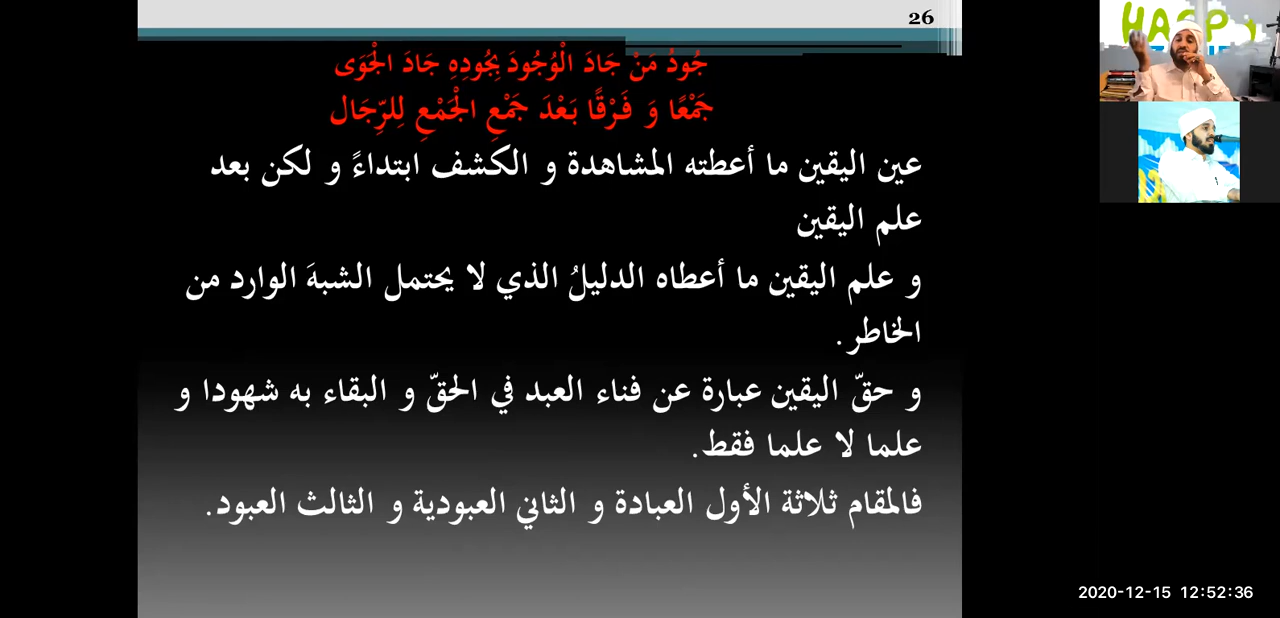 26
جُودُ مَنْ جَادَ الْوُجُودَ بِجُودِهِ جَادَ الْجَوَى
جَمْعًا وَ فَرْقًا بَعْدَ جَمْعِ الْجَمْعِ لِلرِّجَال
عين اليقين ما أعطته المشاهدة و الكشف ابتداءً و لكن بعد
علم اليقين
و علم اليقين ما أعطاه الدليلُ الذي لا يحتمل الشبهَ الوارد من
الخاطر.
و حقّ اليقين عبارة عن فناء العبد في الحقّ و البقاء به شهودا و
علما لا علما فقط.
فالمقام ثلاثة الأول العبادة و الثاني العبودية و الثالث العبود.
2020-12-15 12:52:36